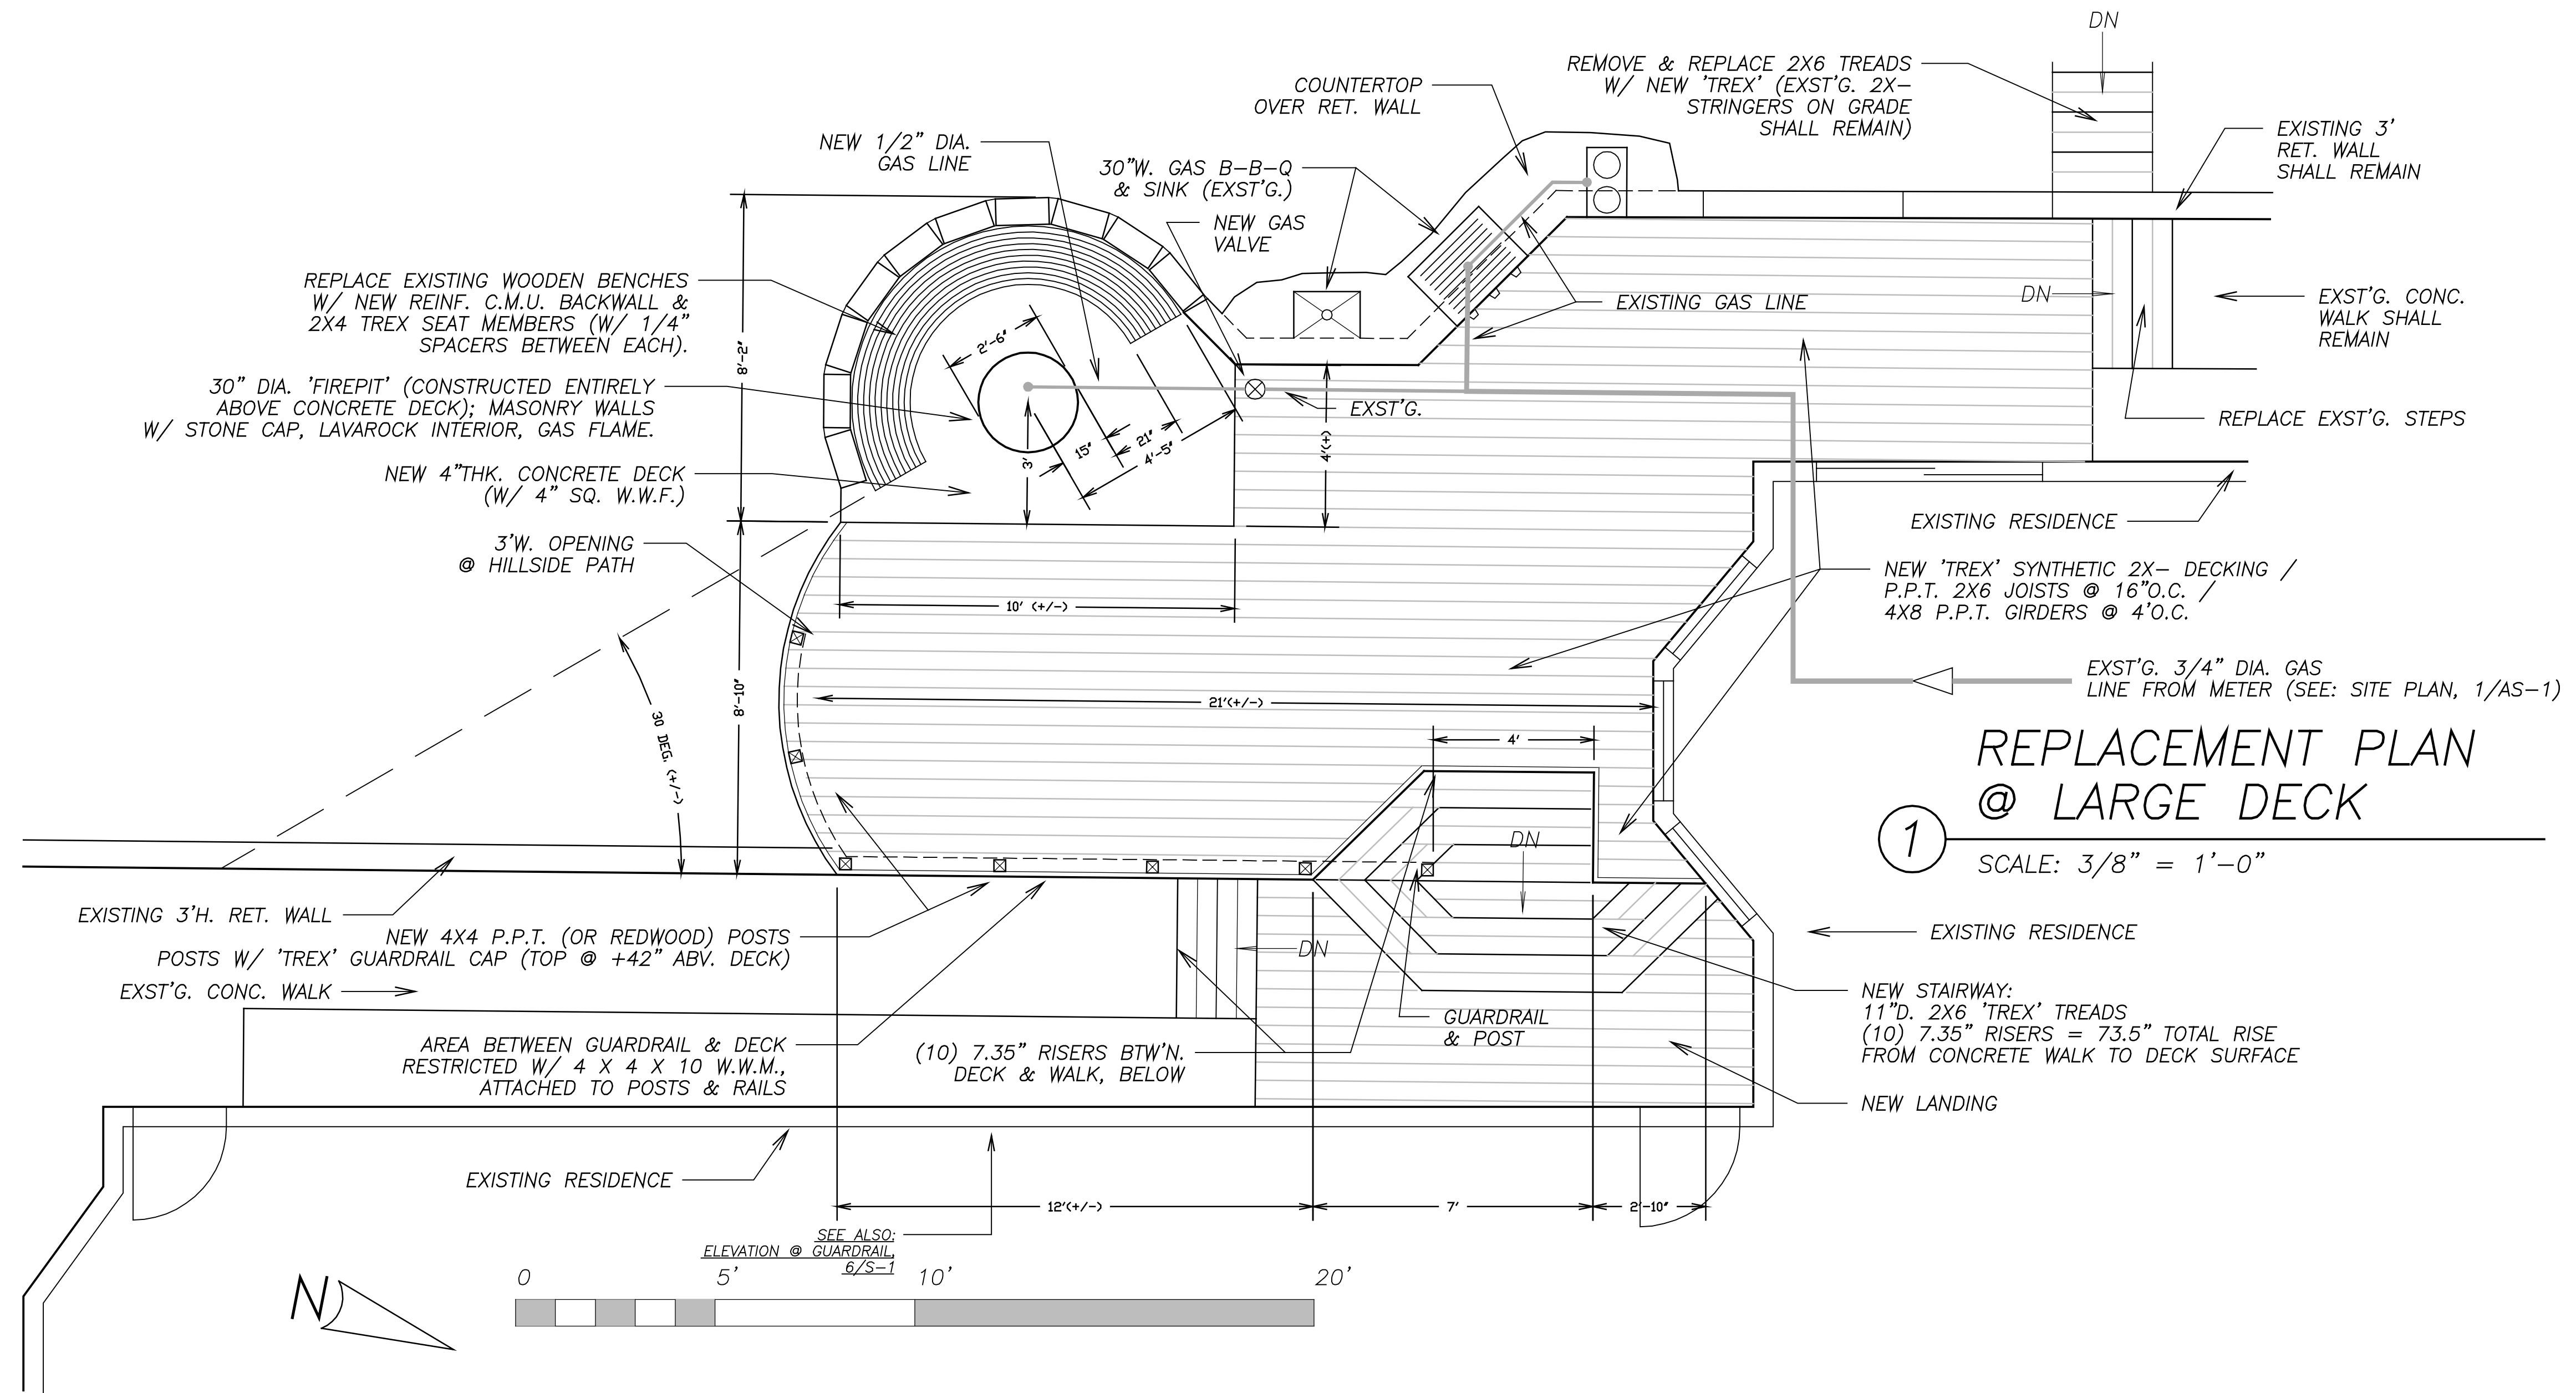 DN
REMOVE & REPLACE 2X6 TREADS
W/ NEW 'TREX' (EXST'G. 2X-
STRINGERS ON GRADE
SHALL REMAIN)
COUNTERTOP
OVER RET. WALL
EXISTING 3'
RET. WALL
SHALL REMAIN
NEW 1/2" DIA.
GAS LINE
30"W. GAS B-B-Q
& SINK (EXST'G.)
NEW GAS
VALVE
REPLACE EXISTING WOODEN BENCHES
W/ NEW REINF. C.M.U. BACKWALL &
2X4 TREX SEAT MEMBERS (W/ 1/4"
SPACERS BETWEEN EACH).
EXISTING GAS LINE
DN
EXST'G. CONC.
WALK SHALL
REMAIN
8'-2"
2'-6"
30" DIA. 'FIREPIT' (CONSTRUCTED ENTIRELY
ABOVE CONCRETE DECK); MASONRY WALLS
W/ STONE CAP, LAVAROCK INTERIOR, GAS FLAME.
EXST'G.
REPLACE EXST'G. STEPS
3'
15"
21"
4'-5"
4'(+)
NEW 4"THK. CONCRETE DECK
(W/ 4" SQ. W.W.F.)
EXISTING RESIDENCE
3'W. OPENING
@ HILLSIDE PATH
NEW 'TREX' SYNTHETIC 2X- DECKING /
P.P.T. 2X6 JOISTS @ 16"O.C. /
4X8 P.P.T. GIRDERS @ 4'O.C.
10' (+/-)
EXST'G. 3/4" DIA. GAS
LINE FROM METER (SEE: SITE PLAN, 1/AS-1)
8'-10"
21'(+/-)
30 DEG. (+/-)
4'
REPLACEMENT PLAN
@ LARGE DECK
1
SCALE: 3/8" = 1'-0"
DN
EXISTING 3'H. RET. WALL
NEW 4X4 P.P.T. (OR REDWOOD) POSTS
POSTS W/ 'TREX' GUARDRAIL CAP (TOP @ +42" ABV. DECK)
DN
EXISTING RESIDENCE
EXST'G. CONC. WALK
NEW STAIRWAY:
11"D. 2X6 'TREX' TREADS
(10) 7.35" RISERS = 73.5" TOTAL RISE
FROM CONCRETE WALK TO DECK SURFACE
GUARDRAIL
& POST
AREA BETWEEN GUARDRAIL & DECK
RESTRICTED W/ 4 X 4 X 10 W.W.M.,
ATTACHED TO POSTS & RAILS
(10) 7.35" RISERS BTW'N.
DECK & WALK, BELOW
NEW LANDING
EXISTING RESIDENCE
12'(+/-)
7'
2'-10"
SEE ALSO:
ELEVATION @ GUARDRAIL,
6/S-1
N
0 5' 10' 20'